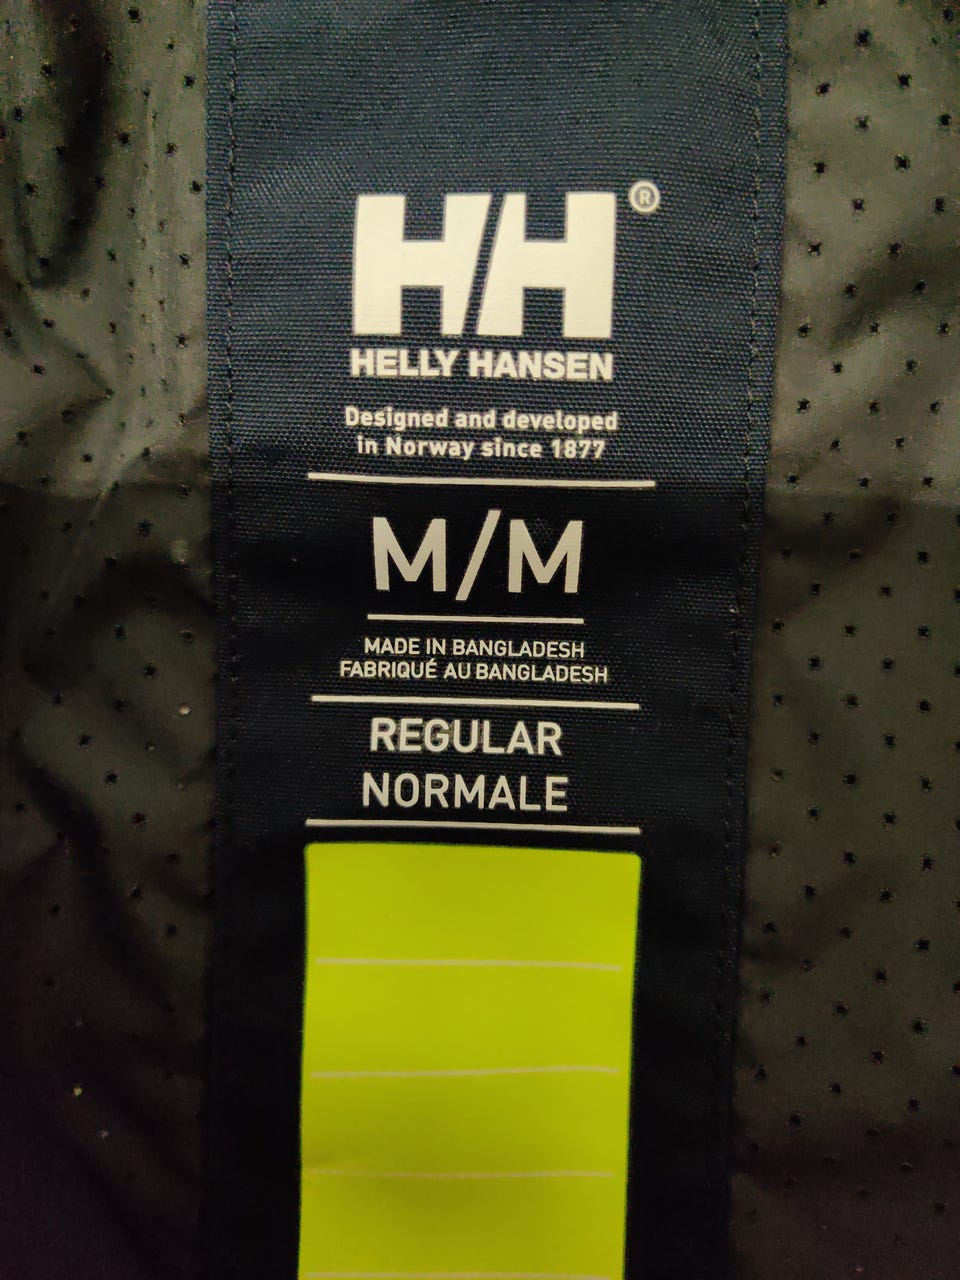 HH®
HELLY HANSEN
Designed and developed
in Norway since 1877
M/M
MADE IN BANGLADESH
FABRIQUÉ AU BANGLADESH
REGULAR
NORMALE